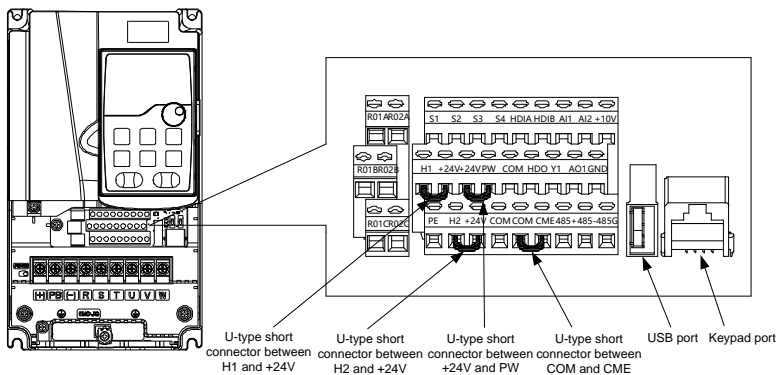 R01A R02A
S1 S2 S3 S4 HDIA HDIB AI1 AI2 +10V
R01B R02B
H1 +24V +24V PW COM HDO Y1 AO1 GND
R01C R02C
PE H2 +24V COM COM CME 485+ 485- 485G
(+) PB (-) R S T U V W
U-type short
connector between
H1 and +24V
U-type short
connector between
H2 and +24V
U-type short
connector between
+24V and PW
U-type short
connector between
COM and CME
USB port
Keypad port